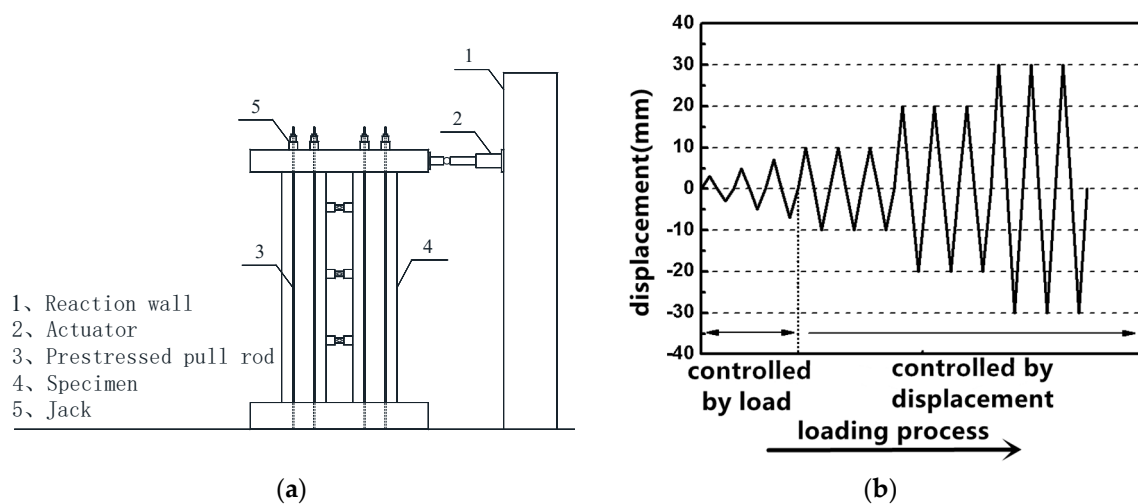 1
5
2
3
4
1、Reaction wall
2、Actuator
3、Prestressed pull rod
4、Specimen
5、Jack
(a)
40
30
20
10
0
-10
-20
-30
-40
displacement(mm)
controlled
by load
controlled by
displacement
loading process
(b)